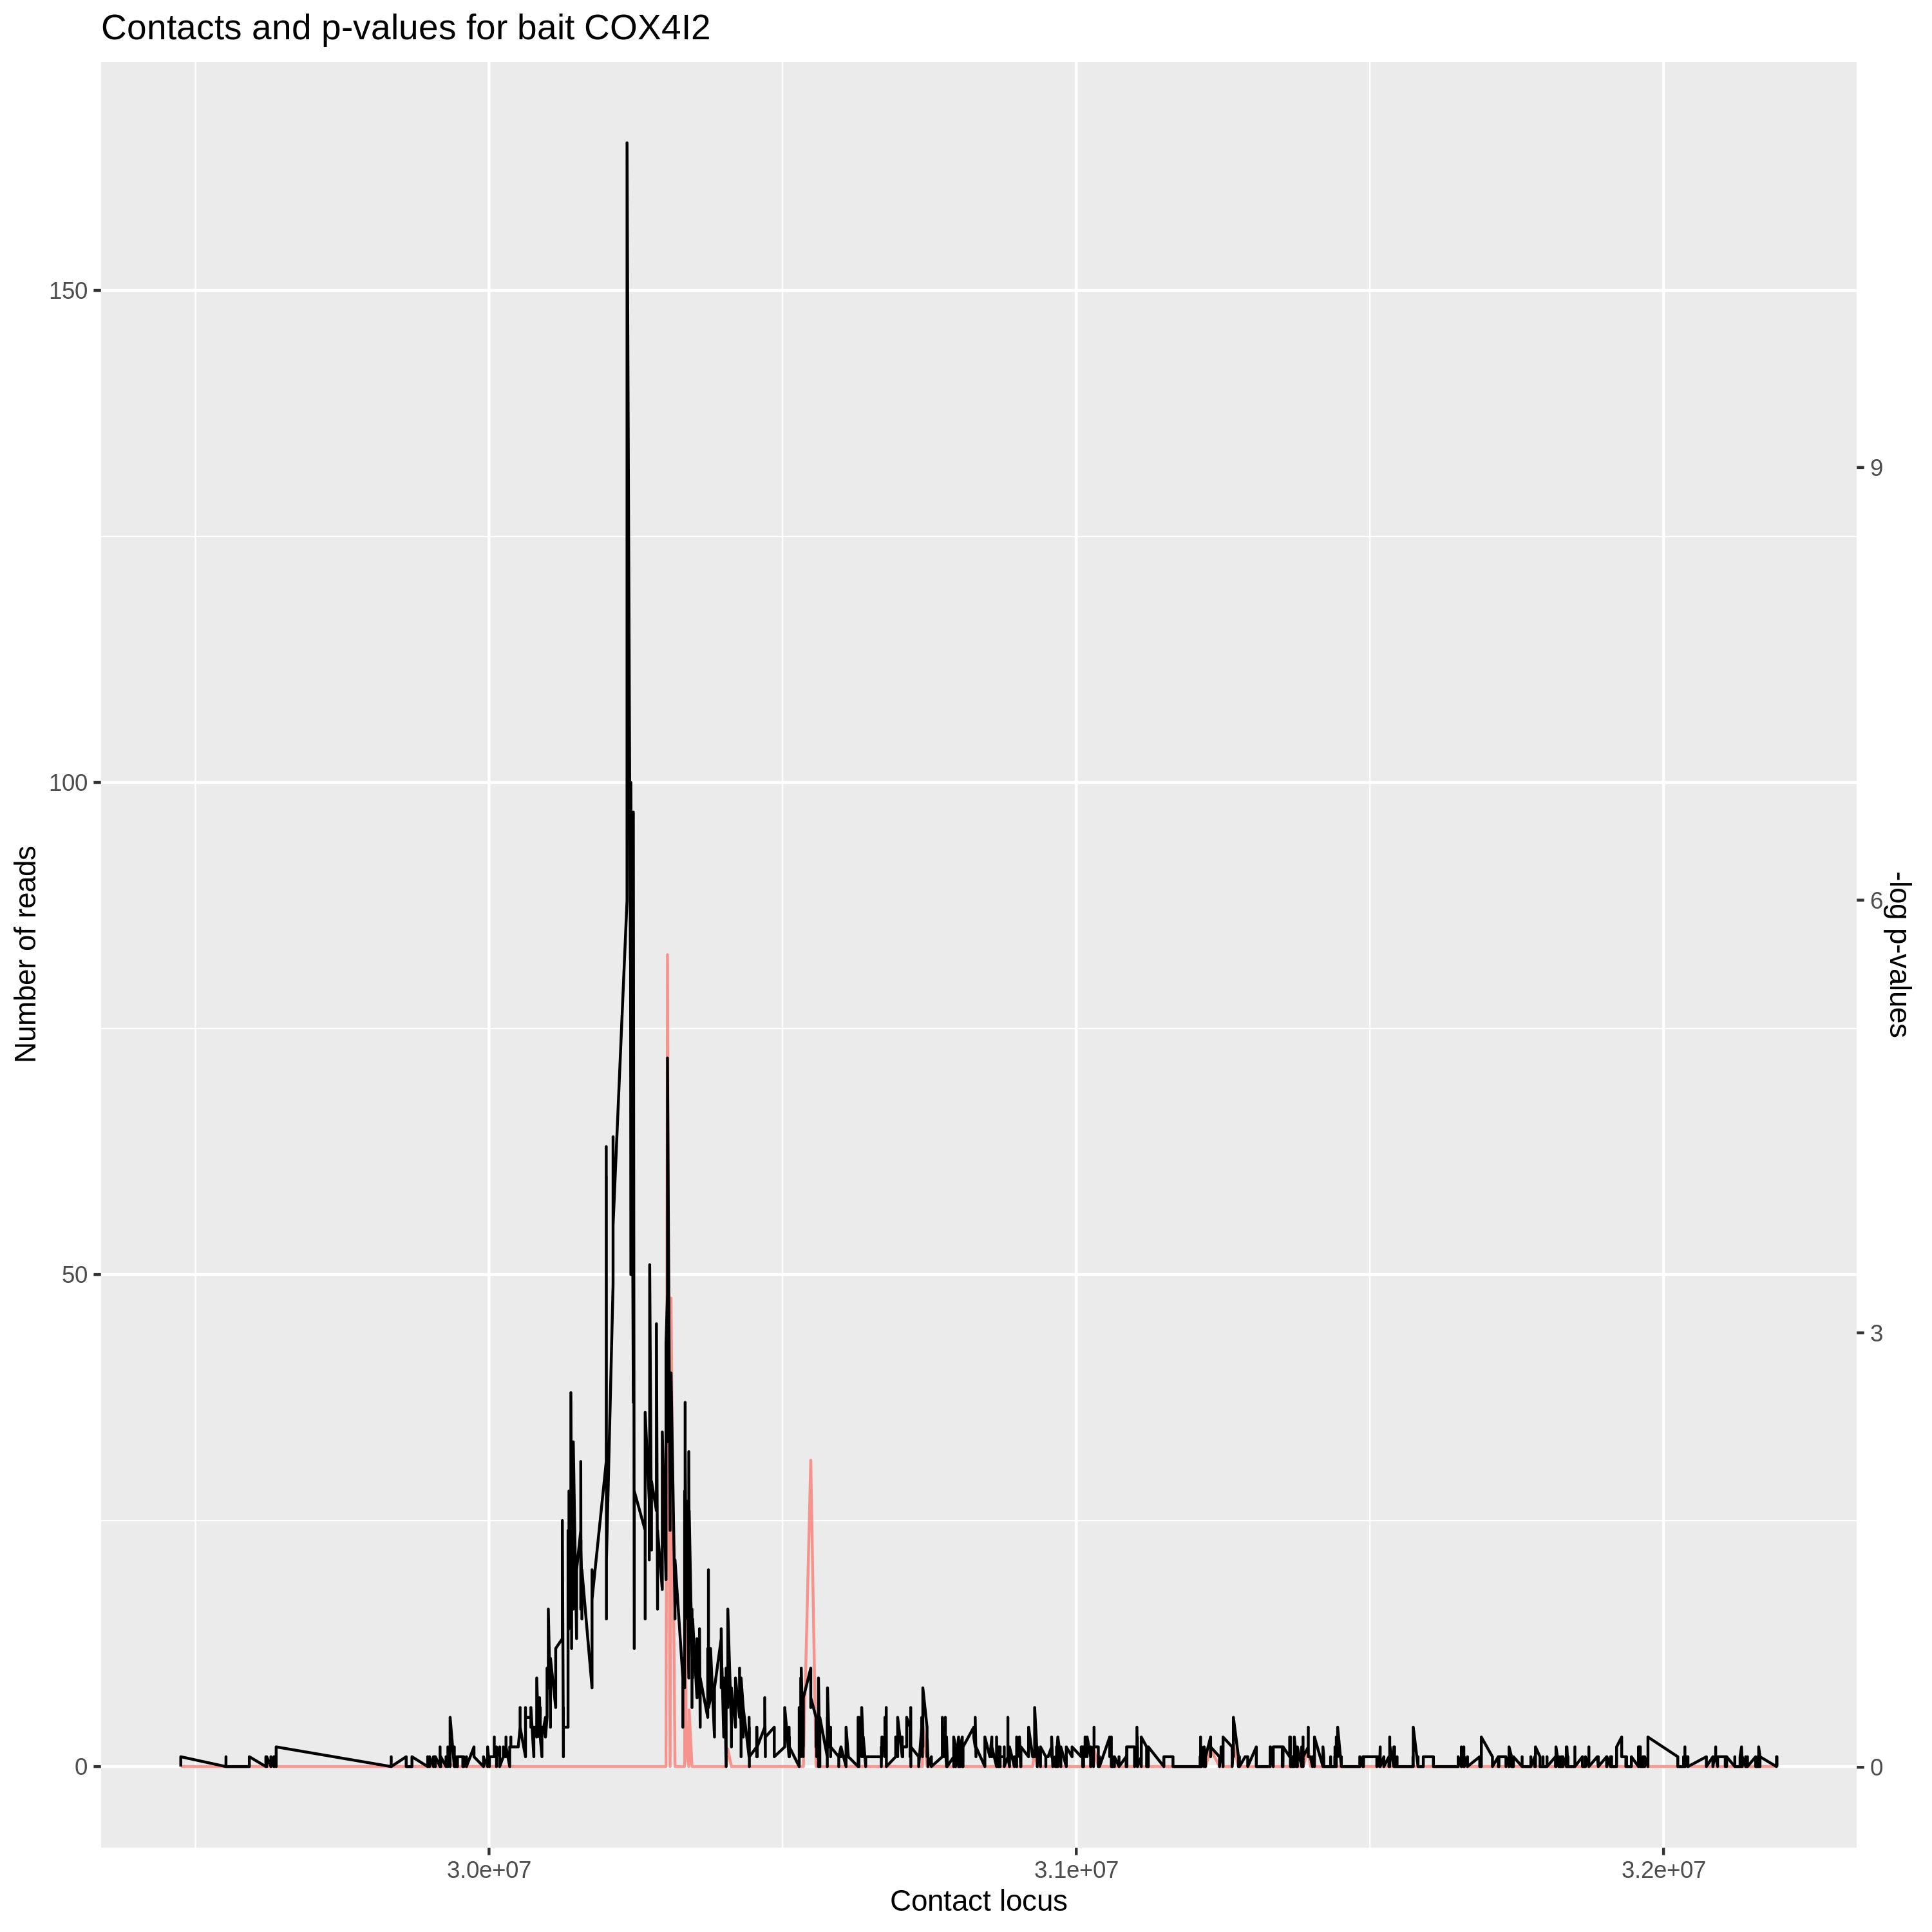 Contacts and p-values for bait COX4I2
150
100
50
0
Number of reads
9
6
3
0
-log p-values
3.0e+07
3.1e+07
3.2e+07
Contact locus